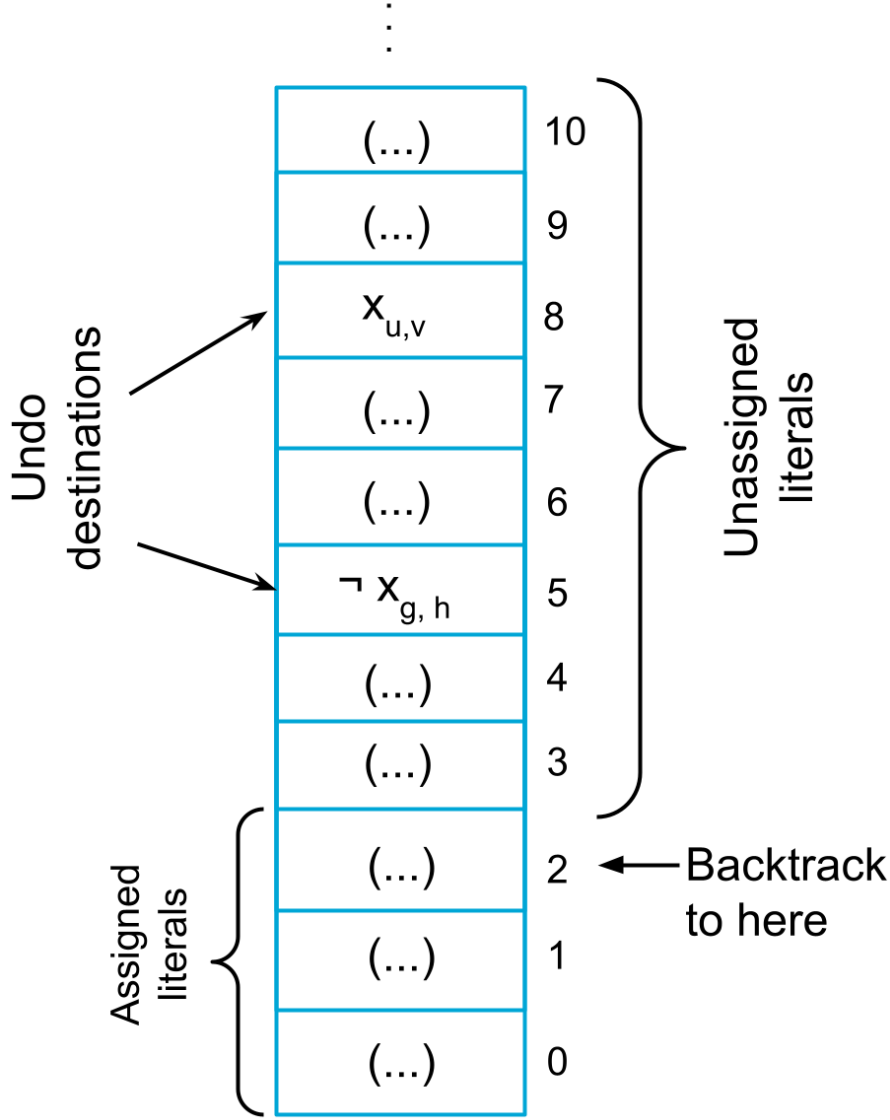 ⋮
(...) 10
(...) 9
x_{u,v} 8
(...) 7
(...) 6
¬ x_{g, h} 5
(...) 4
(...) 3
(...) 2
(...) 1
(...) 0
Undo
destinations
Unassigned
literals
Assigned
literals
Backtrack
to here